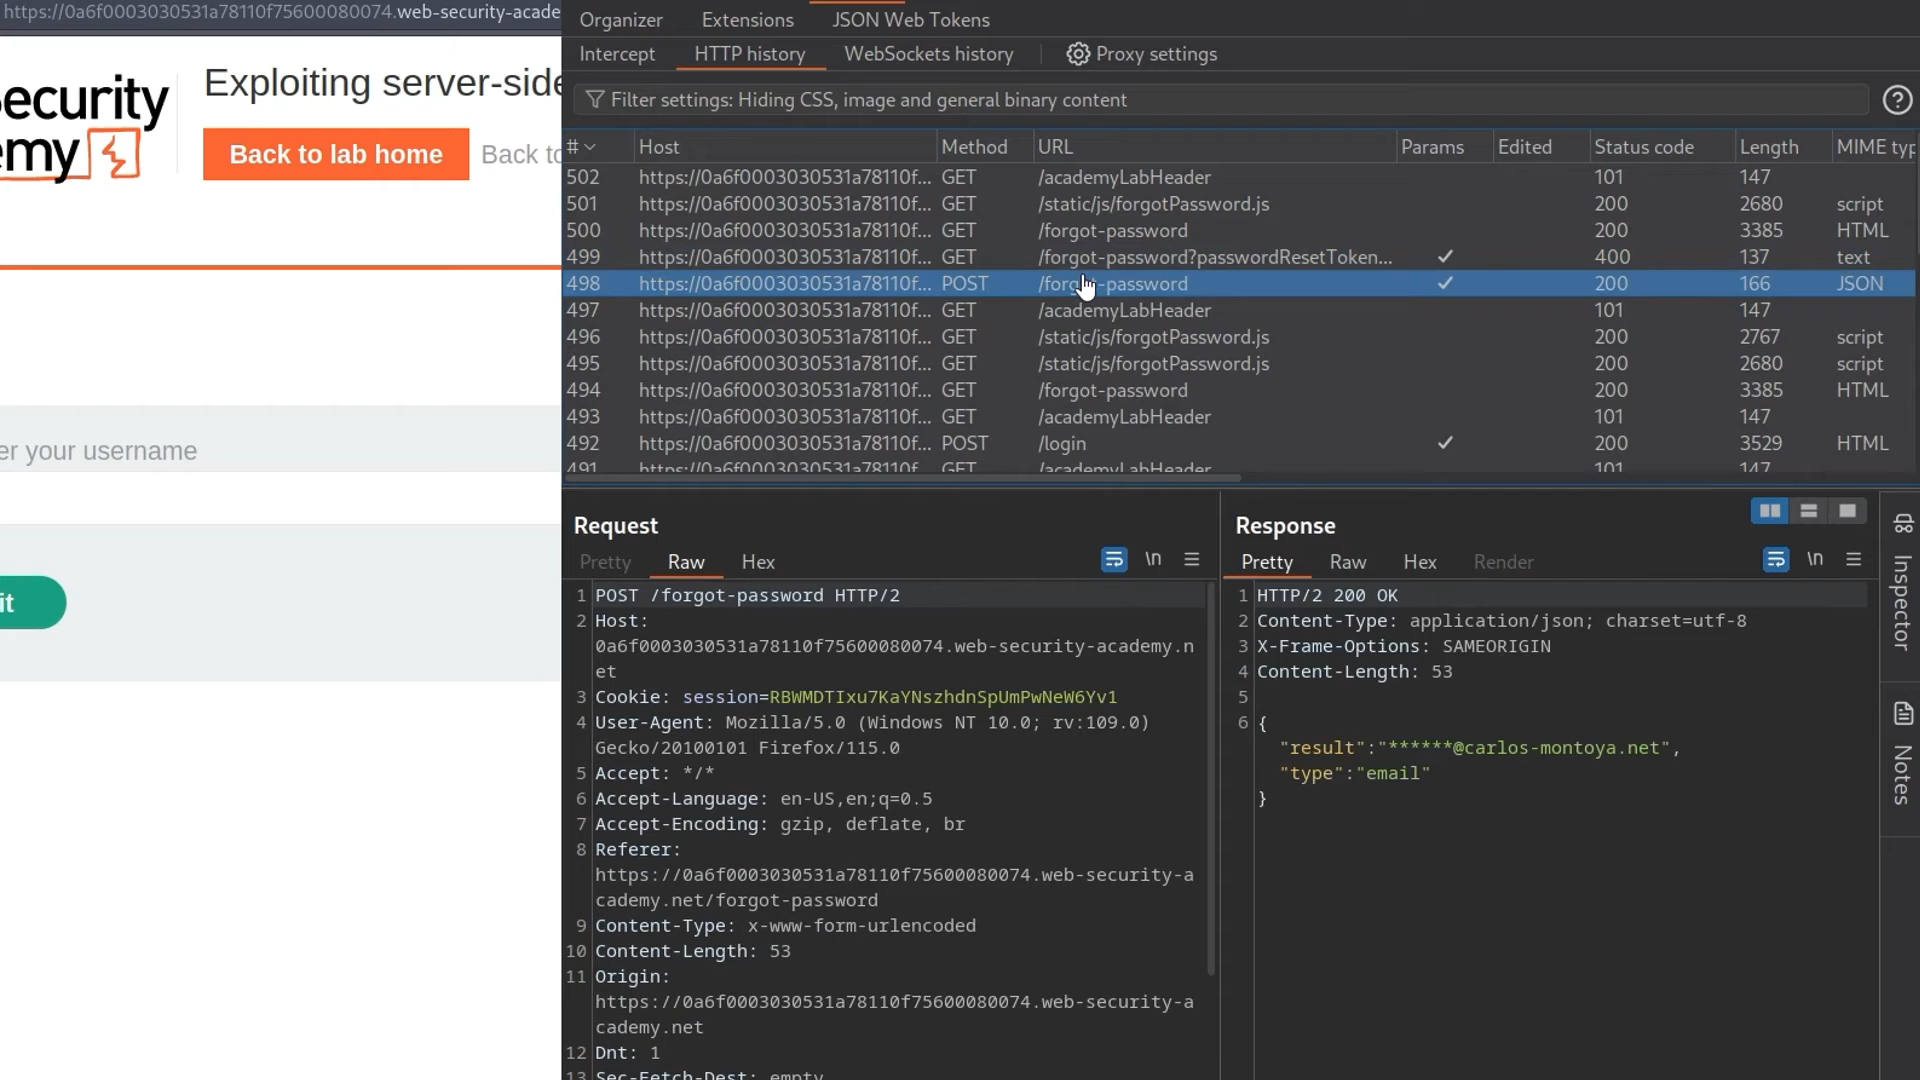 https://0a6f0003030531a78110f75600080074.web-security-acade
ecurity
emy
Exploiting server-side
Back to lab home
Back to
er your username
it
Organizer Extensions JSON Web Tokens
Intercept HTTP history WebSockets history Proxy settings
Filter settings: Hiding CSS, image and general binary content
?
# Host Method URL Params Edited Status code Length MIME typ
502 https://0a6f0003030531a78110f... GET /academyLabHeader 101 147
501 https://0a6f0003030531a78110f... GET /static/js/forgotPassword.js 200 2680 script
500 https://0a6f0003030531a78110f... GET /forgot-password 200 3385 HTML
499 https://0a6f0003030531a78110f... GET /forgot-password?passwordResetToken... ✓ 400 137 text
498 https://0a6f0003030531a78110f... POST /forgot-password ✓ 200 166 JSON
497 https://0a6f0003030531a78110f... GET /academyLabHeader 101 147
496 https://0a6f0003030531a78110f... GET /static/js/forgotPassword.js 200 2767 script
495 https://0a6f0003030531a78110f... GET /static/js/forgotPassword.js 200 2680 script
494 https://0a6f0003030531a78110f... GET /forgot-password 200 3385 HTML
493 https://0a6f0003030531a78110f... GET /academyLabHeader 101 147
492 https://0a6f0003030531a78110f... POST /login ✓ 200 3529 HTML
491 https://0a6f0003030531a78110f... GET /academyLabHeader 101 147
Request
Pretty Raw Hex \n
1 POST /forgot-password HTTP/2
2 Host:
0a6f0003030531a78110f75600080074.web-security-academy.n
et
3 Cookie: session=RBWMDTIxu7KaYNszhdnSpUmPwNeW6Yv1
4 User-Agent: Mozilla/5.0 (Windows NT 10.0; rv:109.0)
Gecko/20100101 Firefox/115.0
5 Accept: */*
6 Accept-Language: en-US,en;q=0.5
7 Accept-Encoding: gzip, deflate, br
8 Referer:
https://0a6f0003030531a78110f75600080074.web-security-a
cademy.net/forgot-password
9 Content-Type: x-www-form-urlencoded
10 Content-Length: 53
11 Origin:
https://0a6f0003030531a78110f75600080074.web-security-a
cademy.net
12 Dnt: 1
13 Sec-Fetch-Dest: empty
Response
Pretty Raw Hex Render \n
1 HTTP/2 200 OK
2 Content-Type: application/json; charset=utf-8
3 X-Frame-Options: SAMEORIGIN
4 Content-Length: 53
5
6 {
"result":"******@carlos-montoya.net",
"type":"email"
}
Inspector
Notes